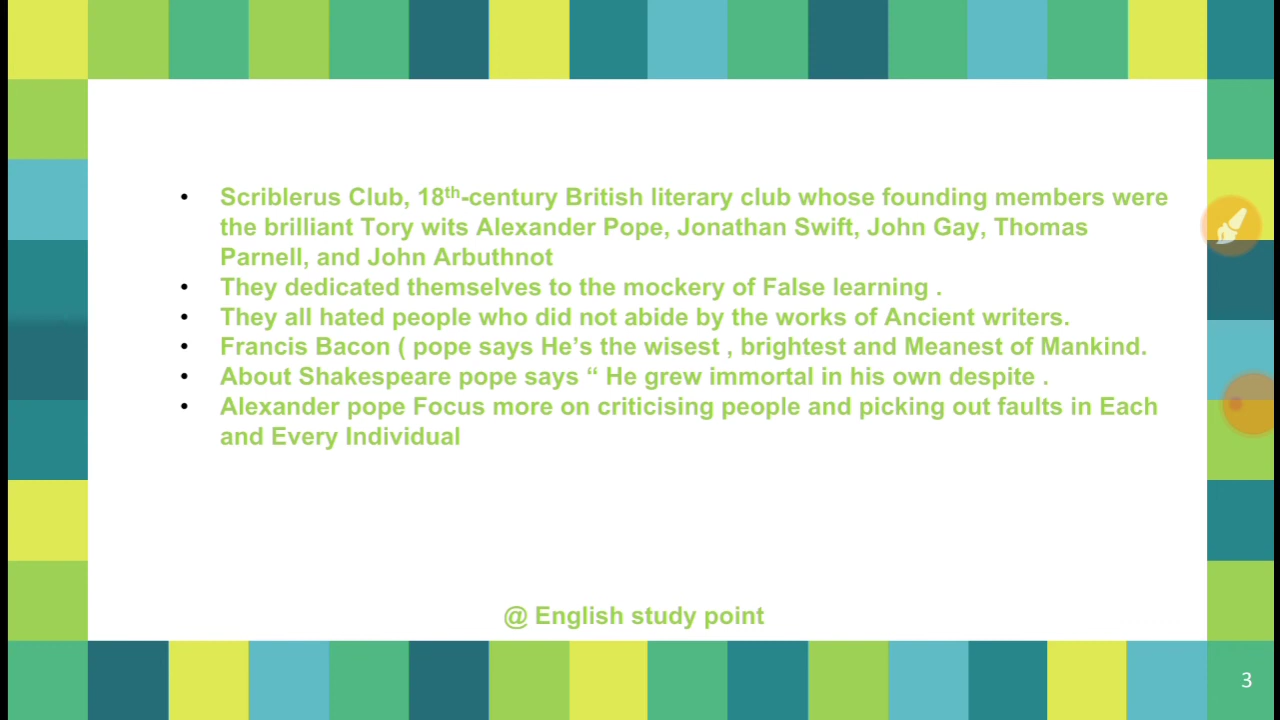 • Scriblerus Club, 18th-century British literary club whose founding members were
the brilliant Tory wits Alexander Pope, Jonathan Swift, John Gay, Thomas
Parnell, and John Arbuthnot
• They dedicated themselves to the mockery of False learning .
• They all hated people who did not abide by the works of Ancient writers.
• Francis Bacon ( pope says He’s the wisest , brightest and Meanest of Mankind.
• About Shakespeare pope says “ He grew immortal in his own despite .
• Alexander pope Focus more on criticising people and picking out faults in Each
and Every Individual
@ English study point
3